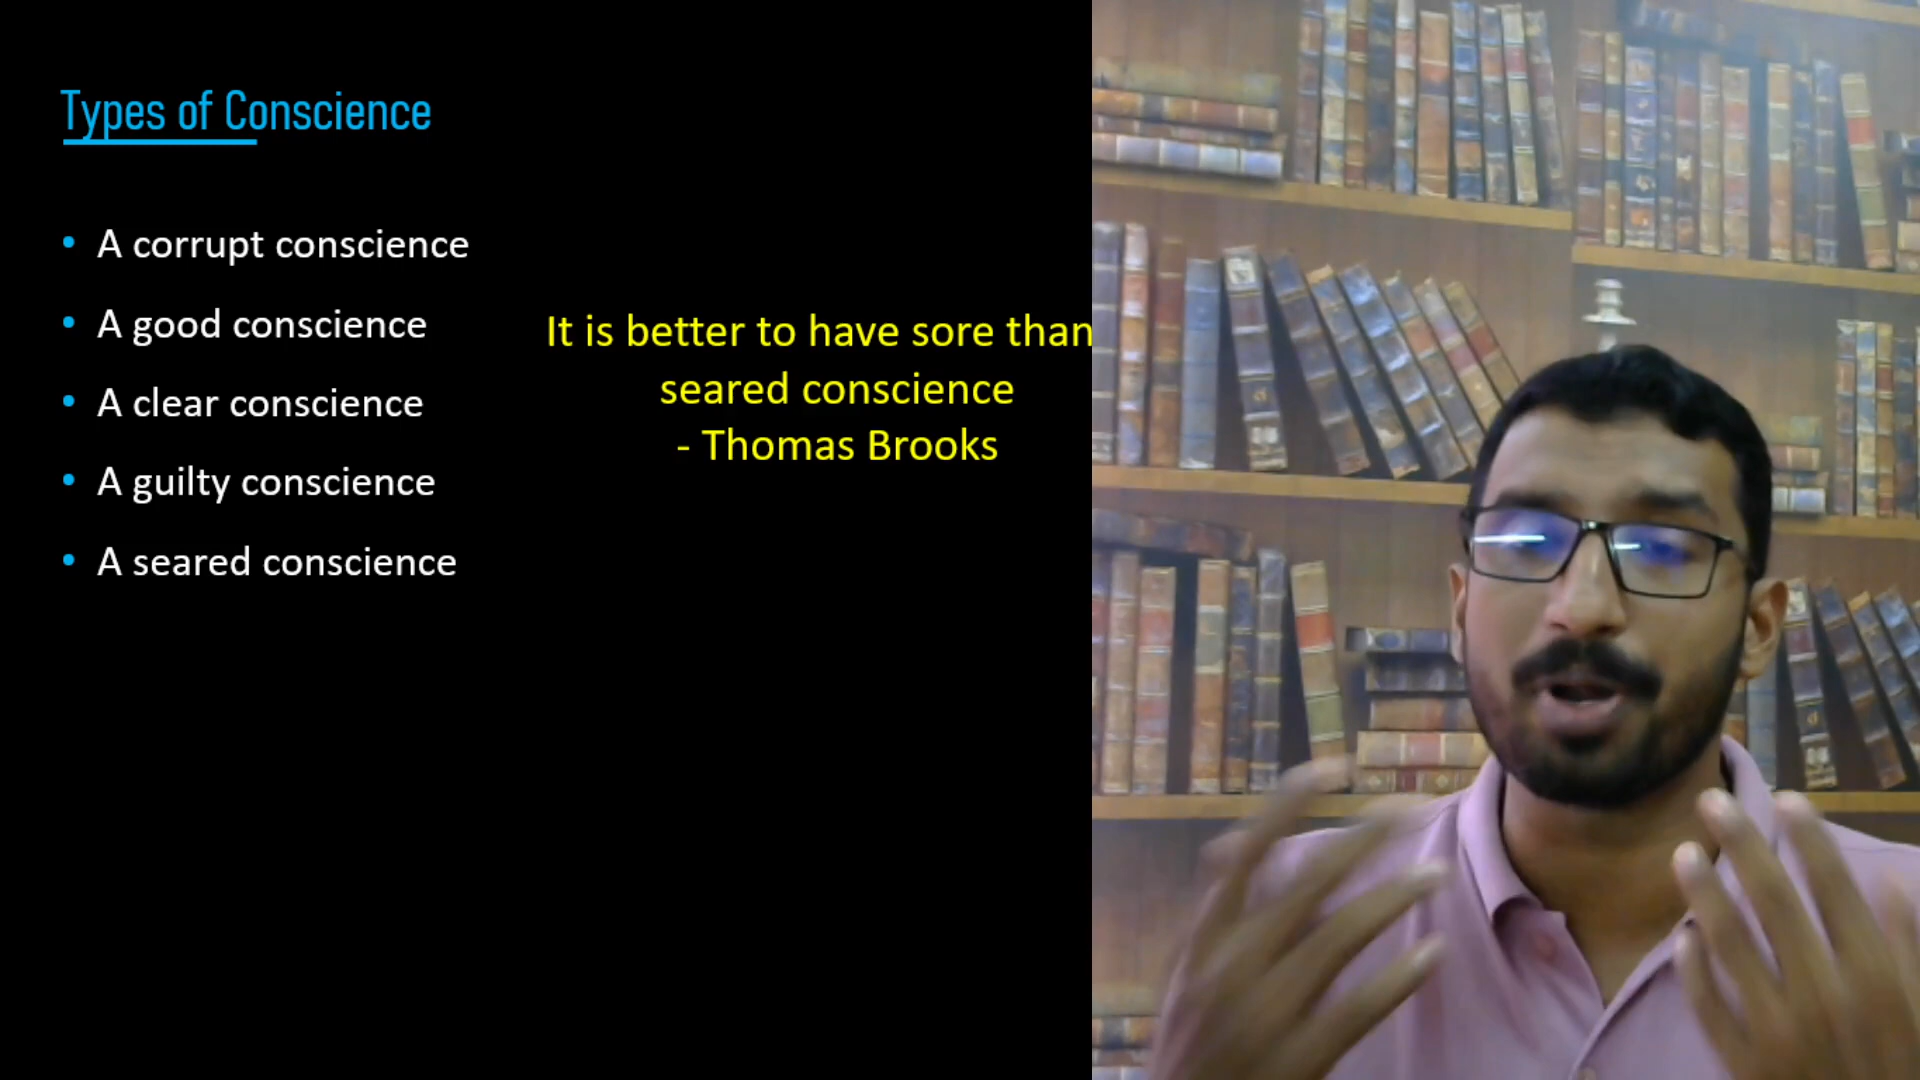 Types of Conscience
• A corrupt conscience
• A good conscience
• A clear conscience
• A guilty conscience
• A seared conscience
It is better to have sore than
seared conscience
- Thomas Brooks